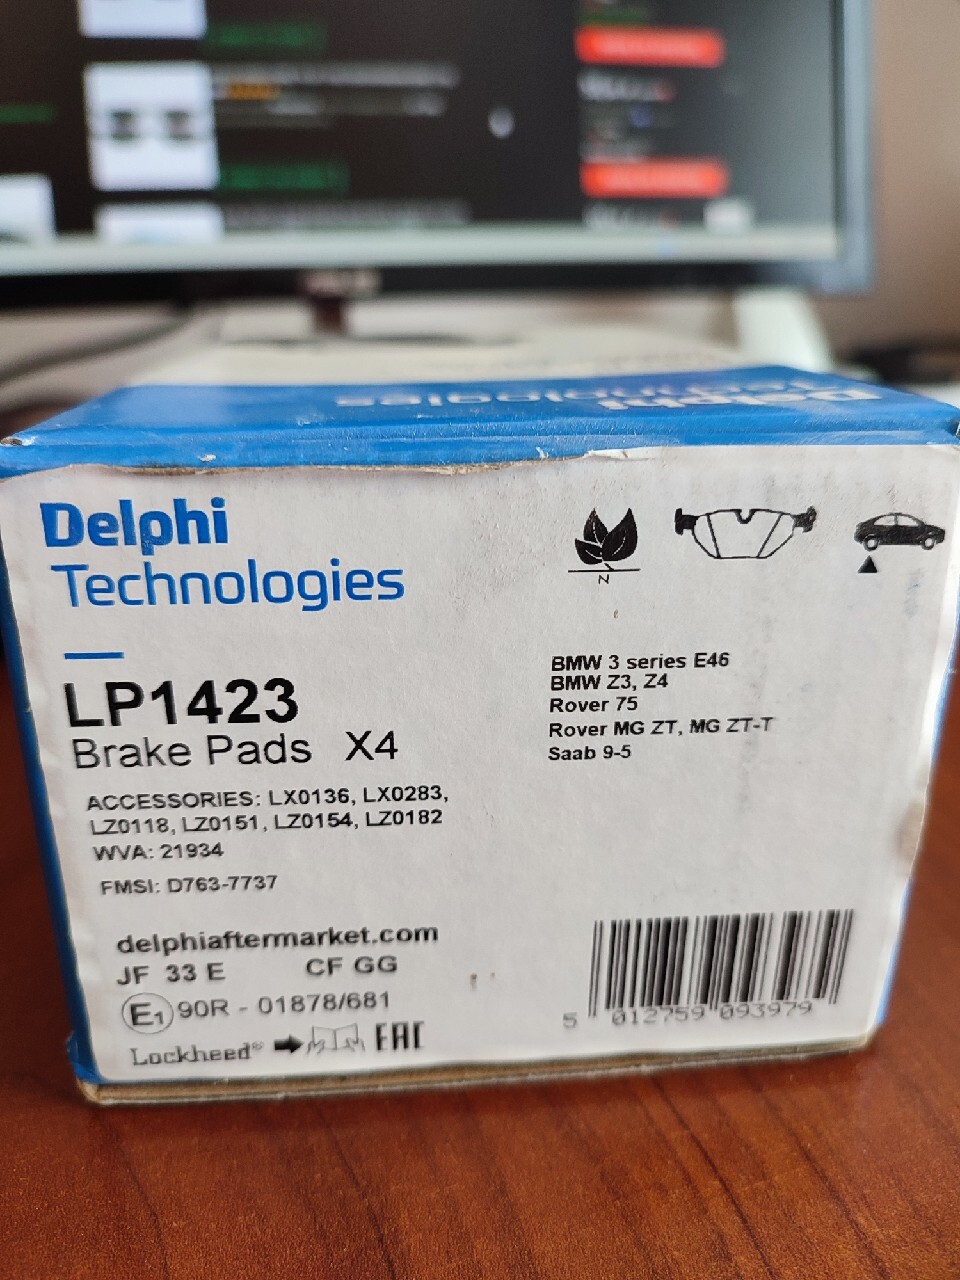 Delphi
Technologies
Delphi
Technologies
LP1423
Brake Pads X4
ACCESSORIES: LX0136, LX0283,
LZ0118, LZ0151, LZ0154, LZ0182
WVA: 21934
FMSI: D763-7737
delphiaftermarket.com
JF 33 E CF GG
E1 90R - 01878/681
Lockheed® EAC
N
BMW 3 series E46
BMW Z3, Z4
Rover 75
Rover MG ZT, MG ZT-T
Saab 9-5
5 012759 093979